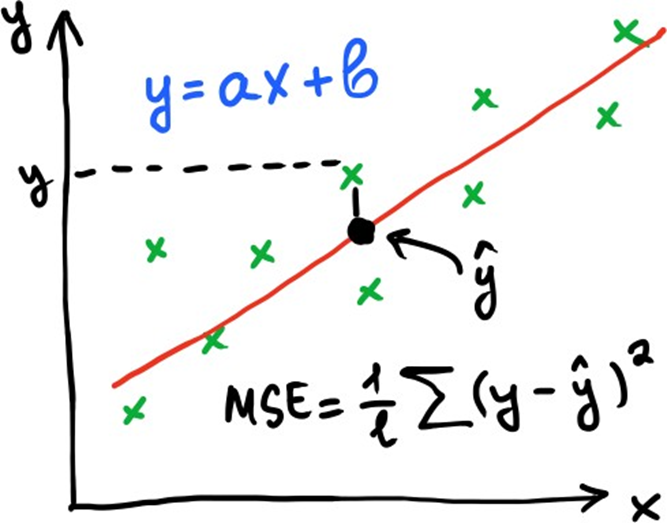 y
y = ax + b
y
ŷ
MSE = 1/l ∑ (y - ŷ)²
x